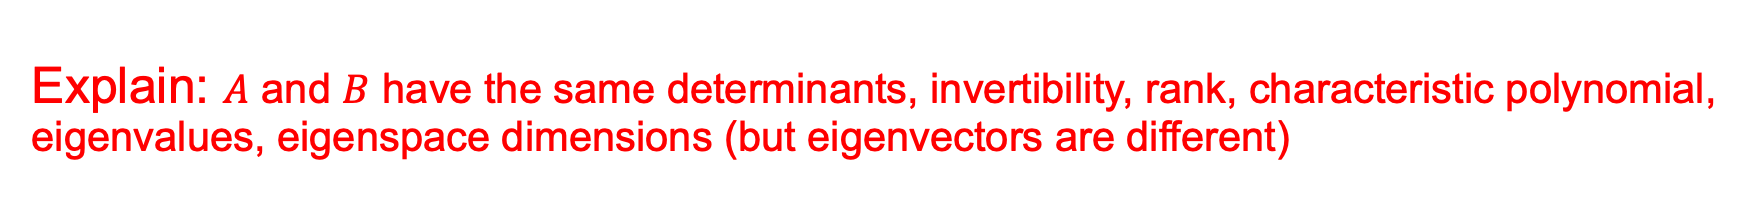 Explain: A and B have the same determinants, invertibility, rank, characteristic polynomial,
eigenvalues, eigenspace dimensions (but eigenvectors are different)